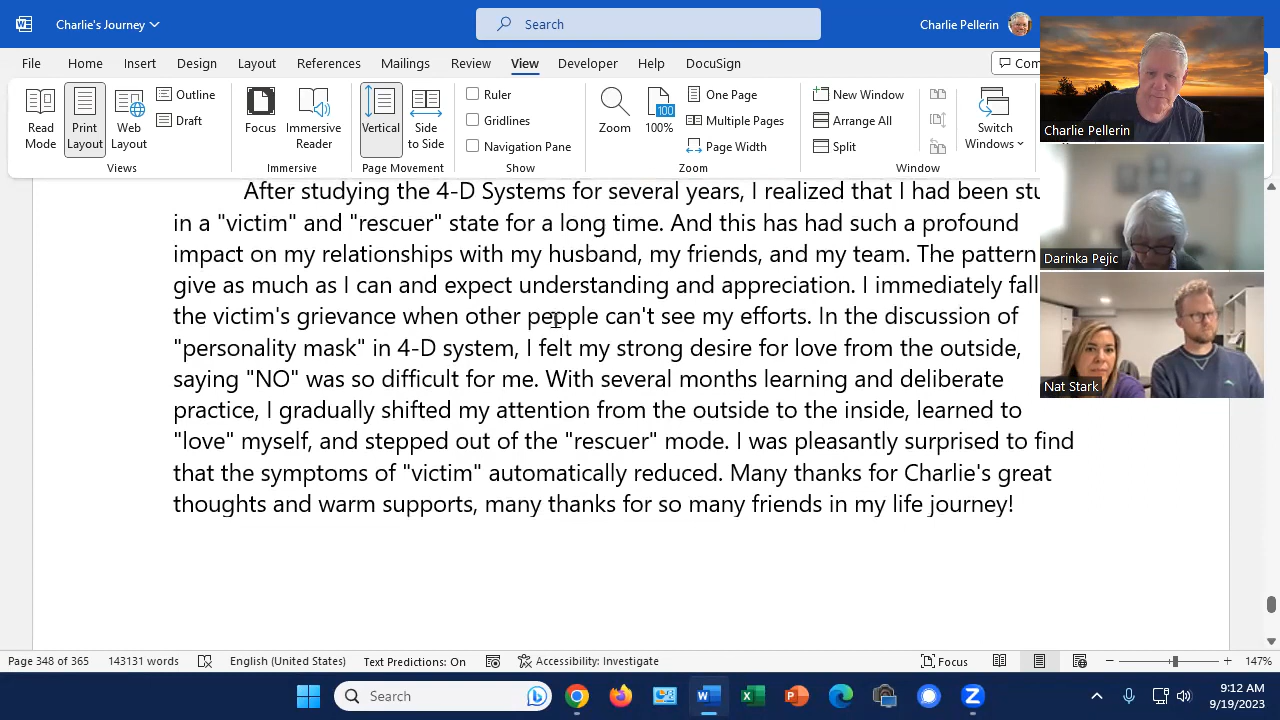 Charlie's Journey
Search
Charlie Pellerin
File Home Insert Design Layout References Mailings Review View Developer Help DocuSign
Read Mode
Print Layout
Web Layout
Outline
Draft
Views
Focus
Immersive Reader
Immersive
Vertical
Side to Side
Page Movement
Ruler
Gridlines
Navigation Pane
Show
Zoom
100
100%
One Page
Multiple Pages
Page Width
Zoom
New Window
Arrange All
Split
Switch Windows
Window
Charlie Pellerin
Darinka Pejic
Nat Stark
After studying the 4-D Systems for several years, I realized that I had been
in a "victim" and "rescuer" state for a long time. And this has had such a profound
impact on my relationships with my husband, my friends, and my team. The pattern
give as much as I can and expect understanding and appreciation. I immediately fall
the victim's grievance when other people can't see my efforts. In the discussion of
"personality mask" in 4-D system, I felt my strong desire for love from the outside,
saying "NO" was so difficult for me. With several months learning and deliberate
practice, I gradually shifted my attention from the outside to the inside, learned to
"love" myself, and stepped out of the "rescuer" mode. I was pleasantly surprised to find
that the symptoms of "victim" automatically reduced. Many thanks for Charlie's great
thoughts and warm supports, many thanks for so many friends in my life journey!
Page 348 of 365 143131 words English (United States) Text Predictions: On Accessibility: Investigate Focus 147%
Search
9:12 AM
9/19/2023